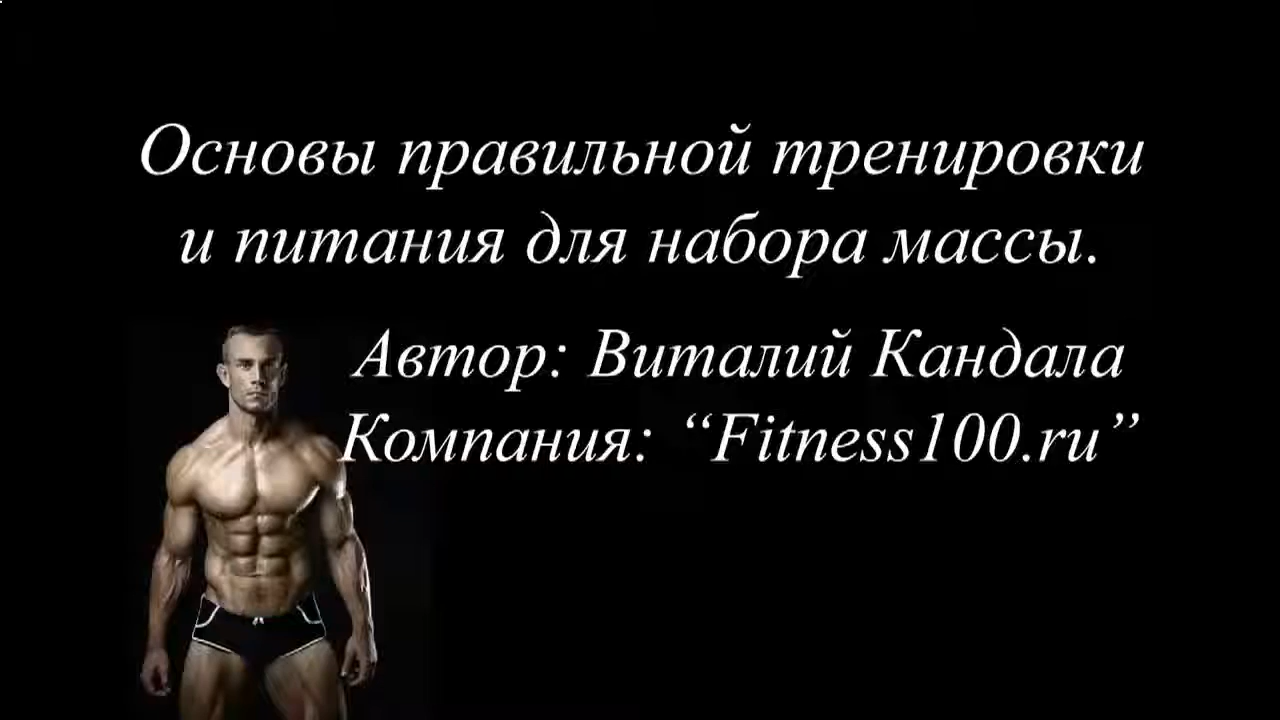 Основы правильной тренировки
и питания для набора массы.
Автор: Виталий Кандала
Компания: “Fitness100.ru”